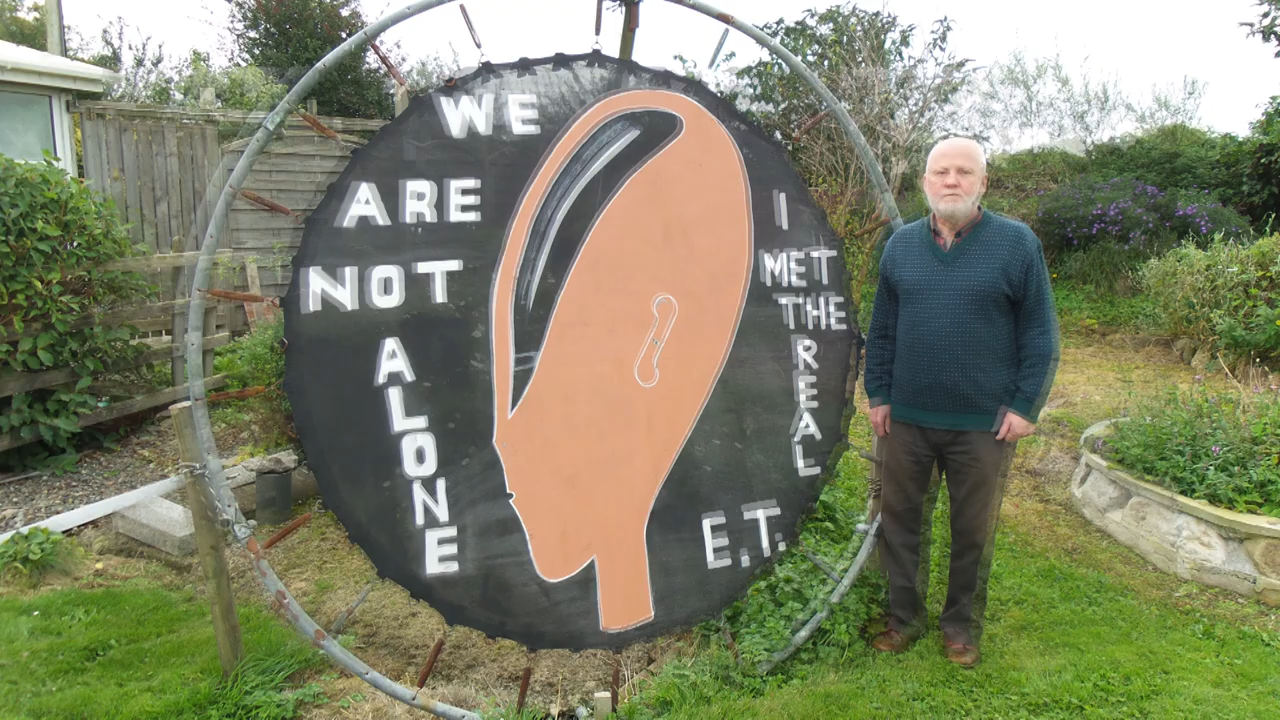 WE
ARE
NOT
ALONE
I
MET
THE
REAL
E.T.